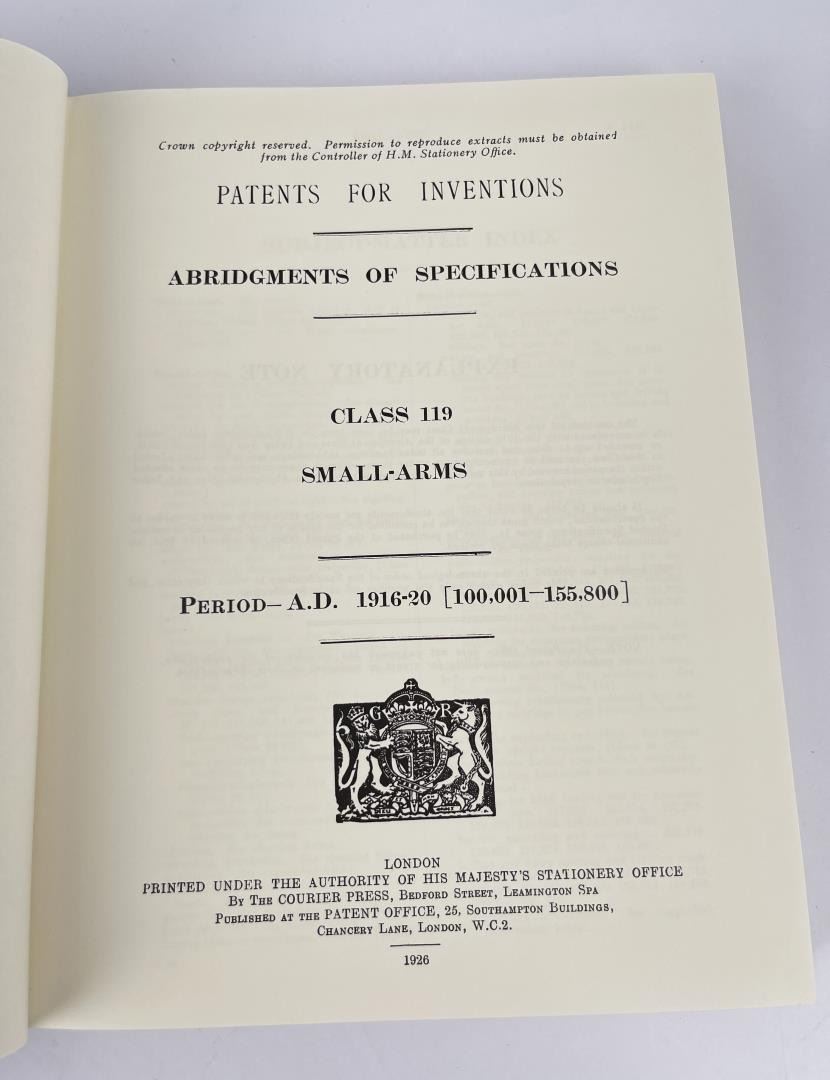 Crown copyright reserved. Permission to reproduce extracts must be obtained
from the Controller of H.M. Stationery Office.
PATENTS FOR INVENTIONS
ABRIDGMENTS OF SPECIFICATIONS
CLASS 119
SMALL-ARMS
PERIOD—A.D. 1916-20 [100,001—155,800]
G R
LONDON
PRINTED UNDER THE AUTHORITY OF HIS MAJESTY'S STATIONERY OFFICE
BY THE COURIER PRESS, BEDFORD STREET, LEAMINGTON SPA
PUBLISHED AT THE PATENT OFFICE, 25, SOUTHAMPTON BUILDINGS,
CHANCERY LANE, LONDON, W.C.2.
1926